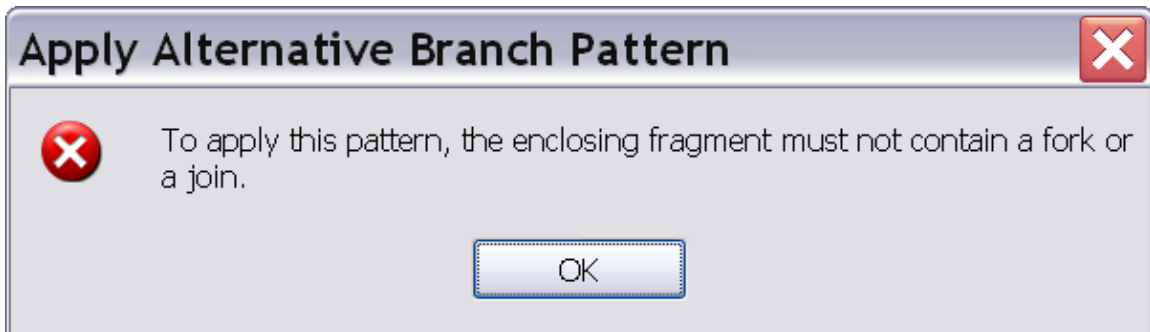 Apply Alternative Branch Pattern
To apply this pattern, the enclosing fragment must not contain a fork or
a join.
OK